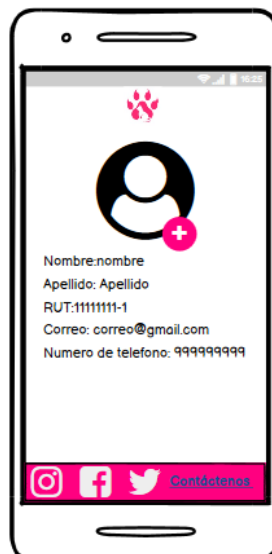 16:25
Nombre:nombre
Apellido: Apellido
RUT:11111111-1
Correo: correo@gmail.com
Numero de telefono: 999999999
Contáctenos